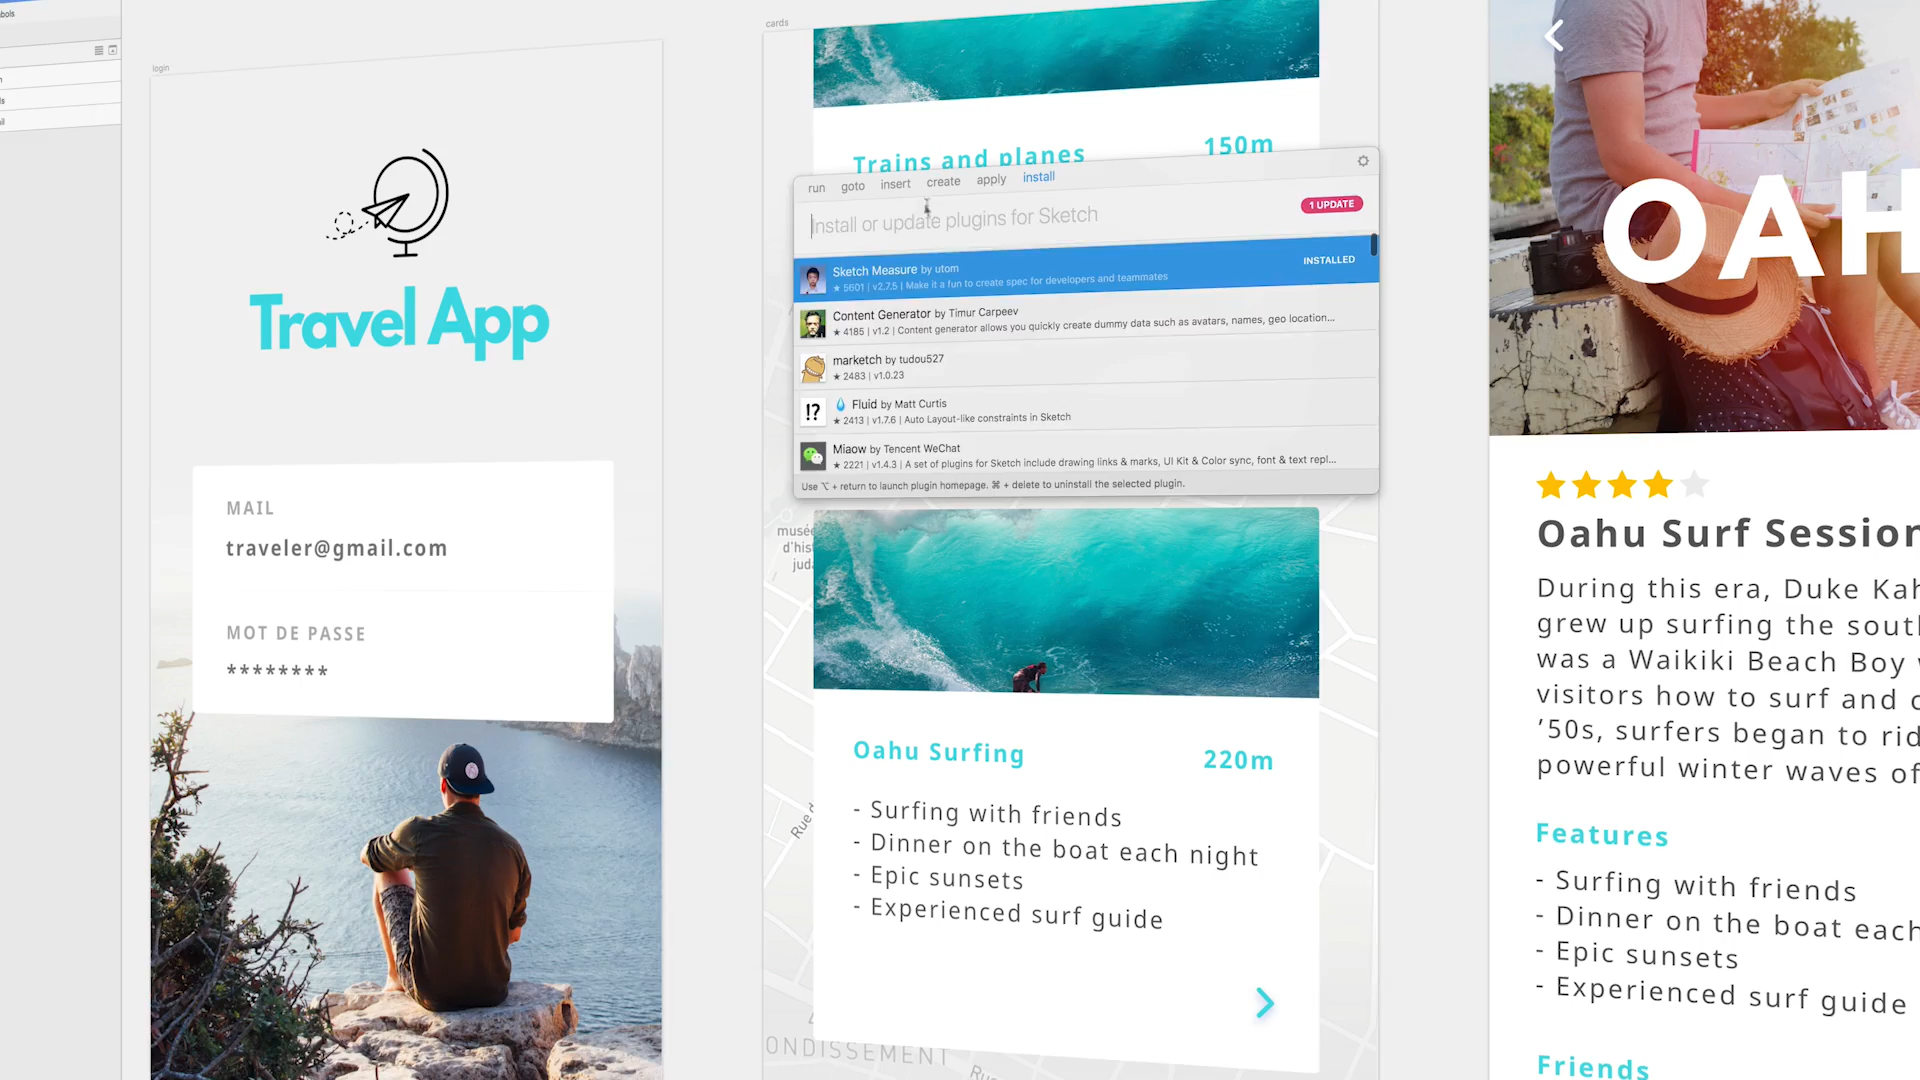 bols
login
Travel App
MAIL
traveler@gmail.com
MOT DE PASSE
********
cards
Trains and planes
150m
run goto insert create apply install
Install or update plugins for Sketch
1 UPDATE
Sketch Measure by utom
INSTALLED
★ 5601 | v2.7.5 | Make it a fun to create spec for developers and teammates
Content Generator by Timur Carpeev
★ 4185 | v1.2 | Content generator allows you quickly create dummy data such as avatars, names, geo location...
marketch by tudou527
★ 2483 | v1.0.23
!?
💧 Fluid by Matt Curtis
★ 2413 | v1.7.6 | Auto Layout-like constraints in Sketch
Miaow by Tencent WeChat
★ 2221 | v1.4.3 | A set of plugins for Sketch include drawing links & marks, UI Kit & Color sync, font & text repl...
Use ⌥ + return to launch plugin homepage. ⌘ + delete to uninstall the selected plugin.
musée
d'his
juda
Rue d
Oahu Surfing
220m
- Surfing with friends
- Dinner on the boat each night
- Epic sunsets
- Experienced surf guide
ONDISSEMENT
Rue
OAH
Oahu Surf Session
During this era, Duke Kah
grew up surfing the south
was a Waikiki Beach Boy
visitors how to surf and
'50s, surfers began to rid
powerful winter waves of
Features
- Surfing with friends
- Dinner on the boat each
- Epic sunsets
- Experienced surf guide
Friends